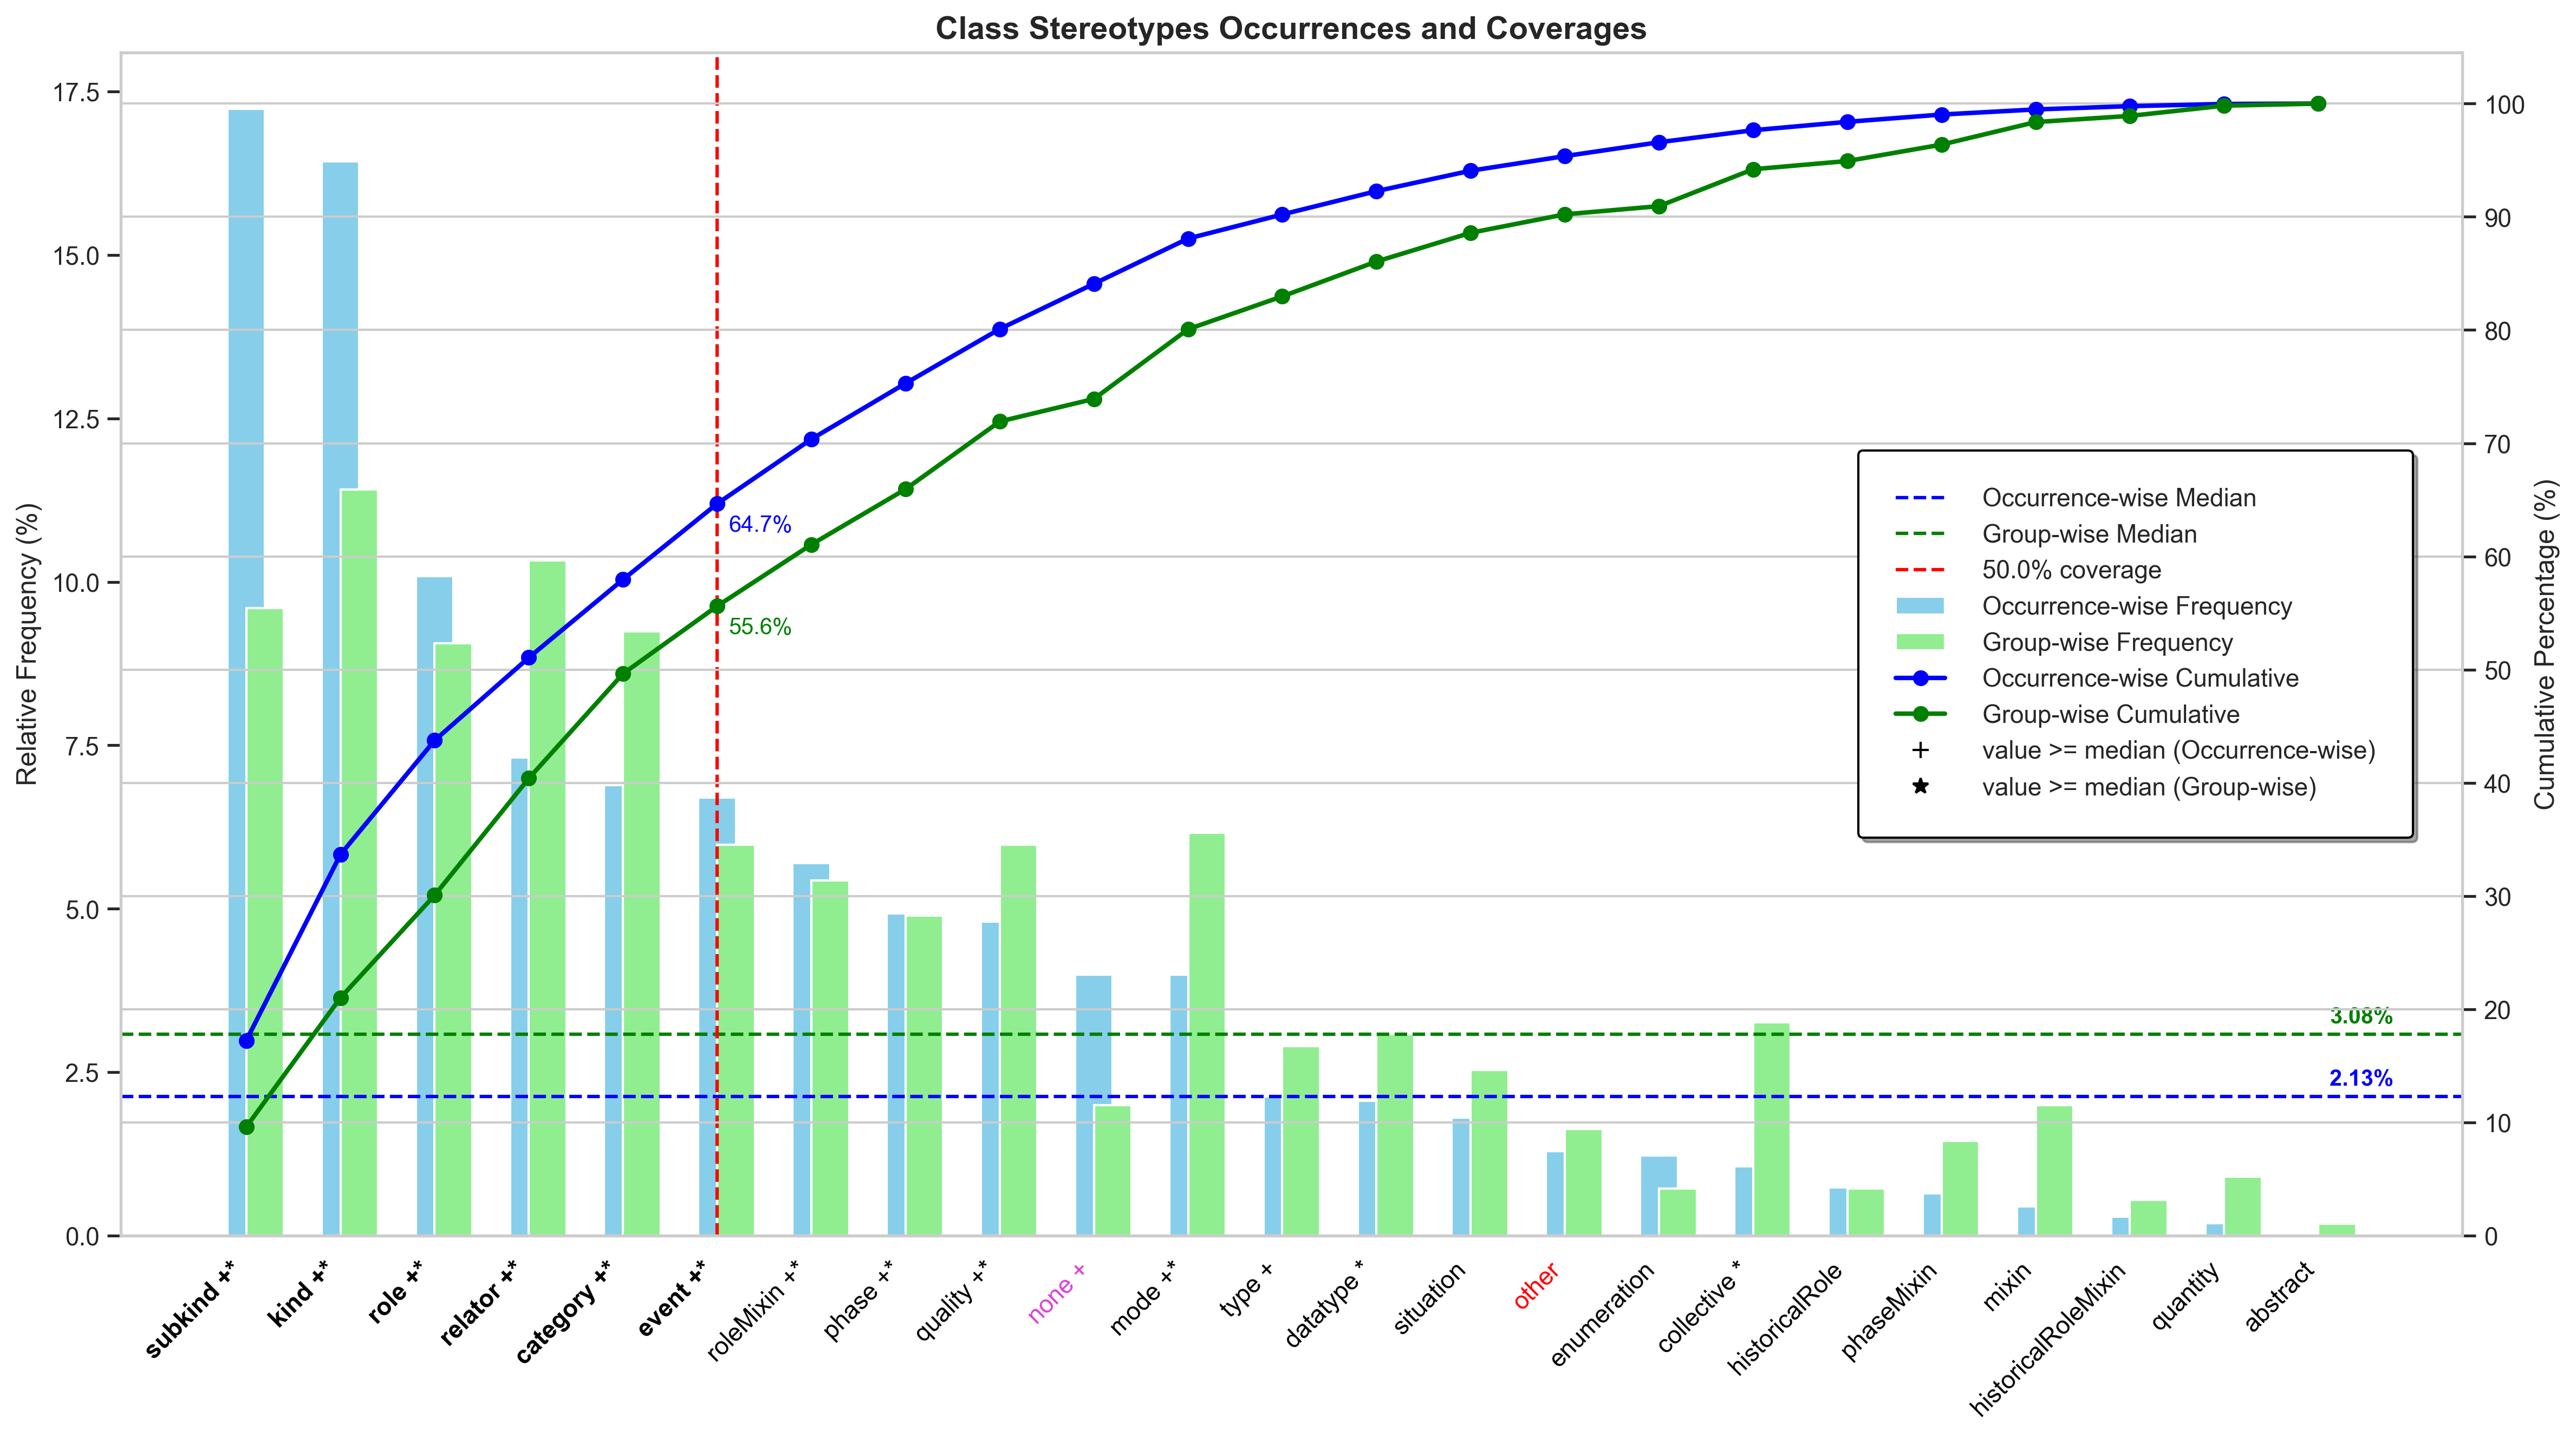 Class Stereotypes Occurrences and Coverages
Relative Frequency (%)
17.5
15.0
12.5
10.0
7.5
5.0
2.5
0.0
100
90
80
70
60
50
40
30
20
10
0
Cumulative Percentage (%)
64.7%
55.6%
3.08%
2.13%
Occurrence-wise Median
Group-wise Median
50.0% coverage
Occurrence-wise Frequency
Group-wise Frequency
Occurrence-wise Cumulative
Group-wise Cumulative
value >= median (Occurrence-wise)
value >= median (Group-wise)
subkind +*
kind +*
role +*
relator +*
category +*
event +*
roleMixin +*
phase +*
quality +*
none +
mode +*
type +
datatype *
situation
other
enumeration
collective *
historicalRole
phaseMixin
mixin
historicalRoleMixin
quantity
abstract